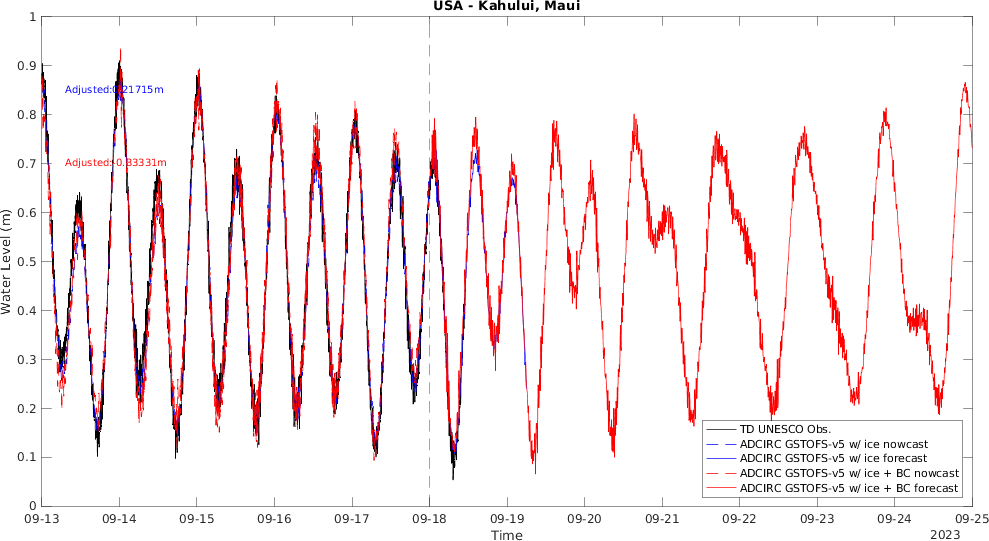 USA - Kahului, Maui
1
0.9
0.8
0.7
0.6
0.5
0.4
0.3
0.2
0.1
0
Water Level (m)
Adjusted:0.21715m
TD UNESCO Obs.
ADCIRC GSTOFS-v5 w/ ice nowcast
ADCIRC GSTOFS-v5 w/ ice forecast
ADCIRC GSTOFS-v5 w/ ice + BC nowcast
ADCIRC GSTOFS-v5 w/ ice + BC forecast
09-13 09-14 09-15 09-16 09-17 09-18 09-19 09-20 09-21 09-22 09-23 09-24 09-25
Time
2023